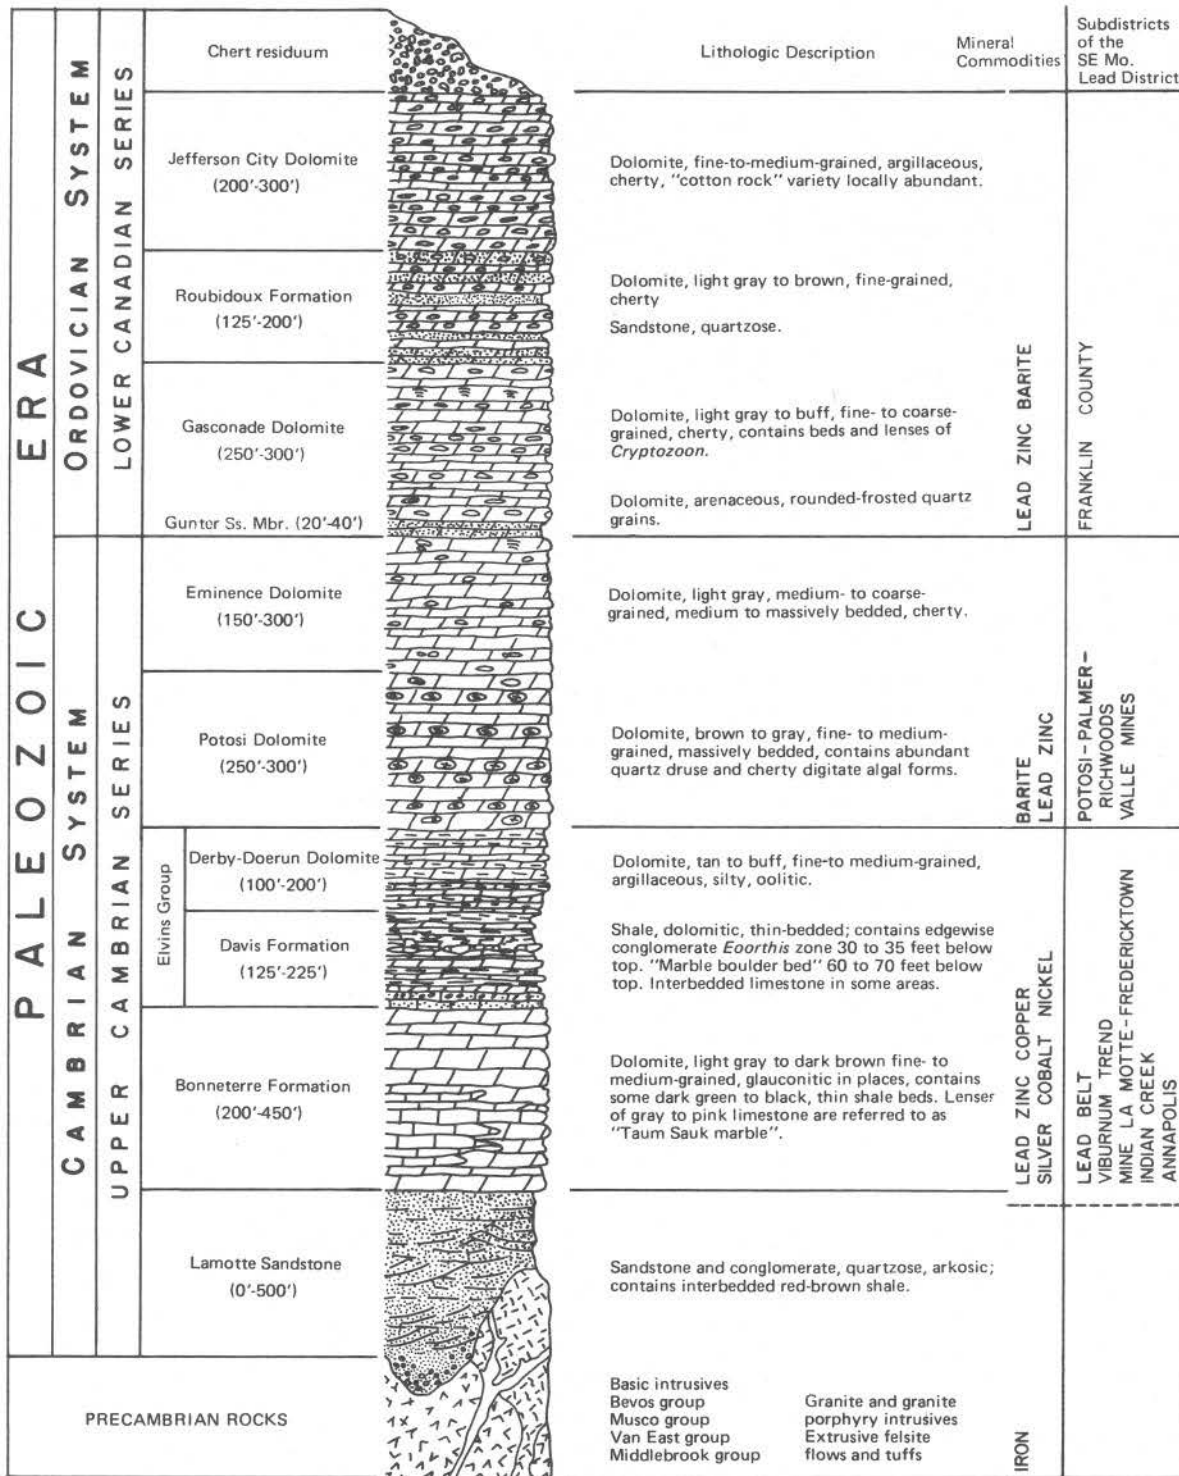 Chert residuum
Lithologic Description
Mineral
Commodities
Subdistricts
of the
SE Mo.
Lead District
PALEOZOIC ERA
ORDOVICIAN SYSTEM
LOWER CANADIAN SERIES
Jefferson City Dolomite
(200'-300')
Dolomite, fine-to-medium-grained, argillaceous,
cherty, "cotton rock" variety locally abundant.
Roubidoux Formation
(125'-200')
Dolomite, light gray to brown, fine-grained,
cherty
Sandstone, quartzose.
Gasconade Dolomite
(250'-300')
Dolomite, light gray to buff, fine- to coarse-
grained, cherty, contains beds and lenses of
Cryptozoon.
Gunter Ss. Mbr. (20'-40')
Dolomite, arenaceous, rounded-frosted quartz
grains.
LEAD ZINC BARITE
FRANKLIN COUNTY
CAMBRIAN SYSTEM
UPPER CAMBRIAN SERIES
Eminence Dolomite
(150'-300')
Dolomite, light gray, medium- to coarse-
grained, medium to massively bedded, cherty.
Potosi Dolomite
(250'-300')
Dolomite, brown to gray, fine- to medium-
grained, massively bedded, contains abundant
quartz druse and cherty digitate algal forms.
BARITE
LEAD ZINC
POTOSI-PALMER-
RICHWOODS
VALLE MINES
Elvins Group
Derby-Doerun Dolomite
(100'-200')
Dolomite, tan to buff, fine-to medium-grained,
argillaceous, silty, oolitic.
Davis Formation
(125'-225')
Shale, dolomitic, thin-bedded; contains edgewise
conglomerate Eoorthis zone 30 to 35 feet below
top. "Marble boulder bed" 60 to 70 feet below
top. Interbedded limestone in some areas.
Bonneterre Formation
(200'-450')
Dolomite, light gray to dark brown fine- to
medium-grained, glauconitic in places, contains
some dark green to black, thin shale beds. Lenser
of gray to pink limestone are referred to as
"Taum Sauk marble".
LEAD ZINC COPPER
SILVER COBALT NICKEL
LEAD BELT
VIBURNUM TREND
MINE LA MOTTE-FREDERICKTOWN
INDIAN CREEK
ANNAPOLIS
Lamotte Sandstone
(0'-500')
Sandstone and conglomerate, quartzose, arkosic;
contains interbedded red-brown shale.
PRECAMBRIAN ROCKS
Basic intrusives
Bevos group
Musco group
Van East group
Middlebrook group
Granite and granite
porphyry intrusives
Extrusive felsite
flows and tuffs
IRON